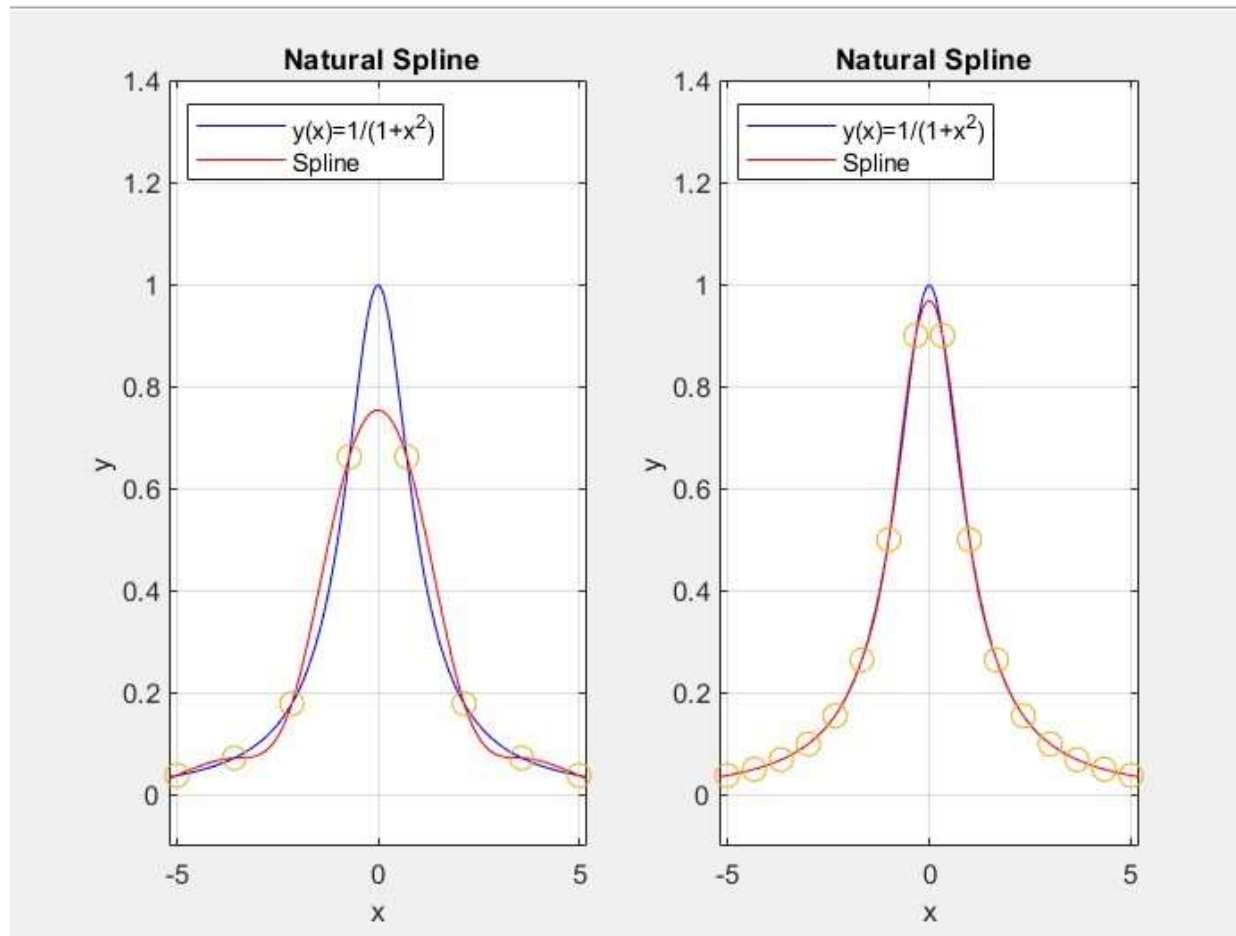 Natural Spline
1.4
1.2
1
0.8
0.6
0.4
0.2
0
y
y(x)=1/(1+x²)
Spline
-5
0
5
x
Natural Spline
1.4
1.2
1
0.8
0.6
0.4
0.2
0
y
y(x)=1/(1+x²)
Spline
-5
0
5
x